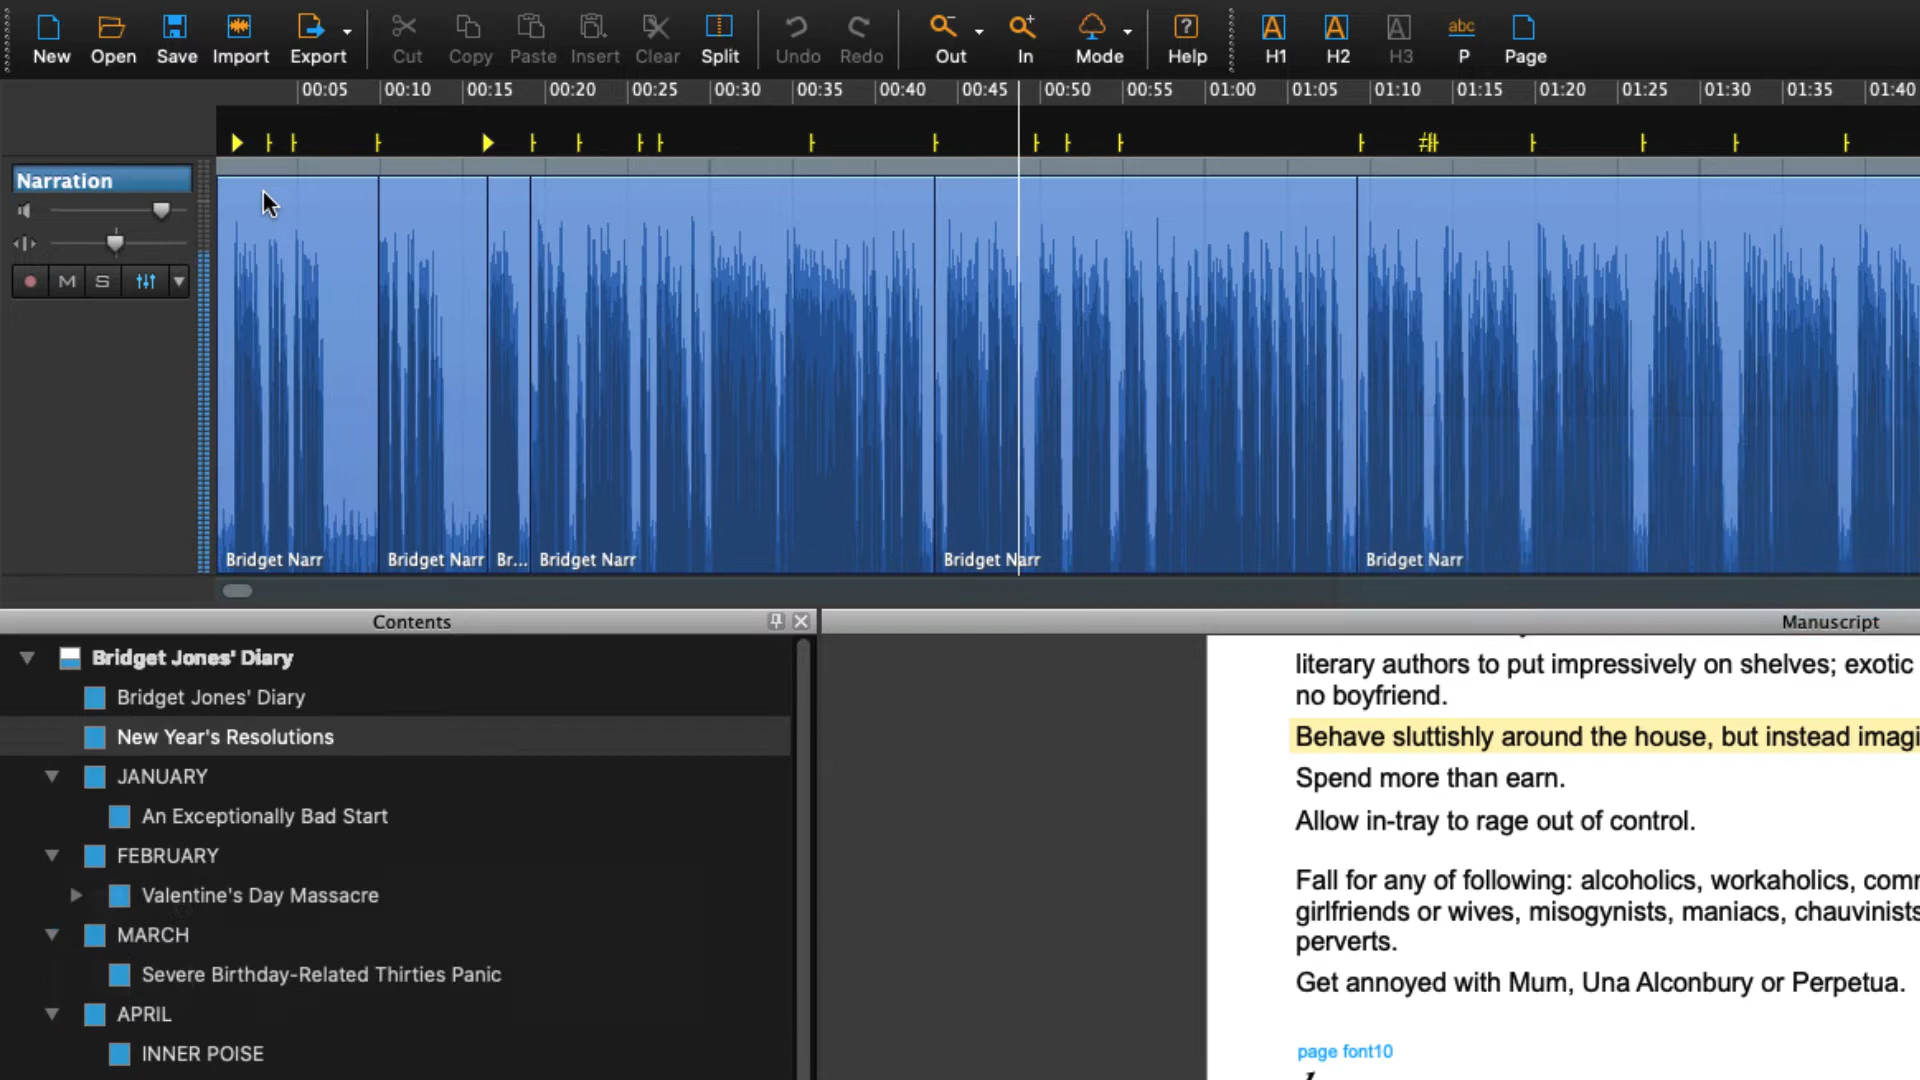 New Open Save Import Export Cut Copy Paste Insert Clear Split Undo Redo Out In Mode Help H1 H2 H3 abc P Page
00:05 00:10 00:15 00:20 00:25 00:30 00:35 00:40 00:45 00:50 00:55 01:00 01:05 01:10 01:15 01:20 01:25 01:30 01:35 01:40
Narration
M S
Bridget Narr Bridget Narr Br... Bridget Narr Bridget Narr Bridget Narr
Contents
Bridget Jones' Diary
Bridget Jones' Diary
New Year's Resolutions
JANUARY
An Exceptionally Bad Start
FEBRUARY
Valentine's Day Massacre
MARCH
Severe Birthday-Related Thirties Panic
APRIL
INNER POISE
Manuscript
literary authors to put impressively on shelves; exotic
no boyfriend.
Behave sluttishly around the house, but instead imagi
Spend more than earn.
Allow in-tray to rage out of control.
Fall for any of following: alcoholics, workaholics, com
girlfriends or wives, misogynists, maniacs, chauvinists
perverts.
Get annoyed with Mum, Una Alconbury or Perpetua.
page font10